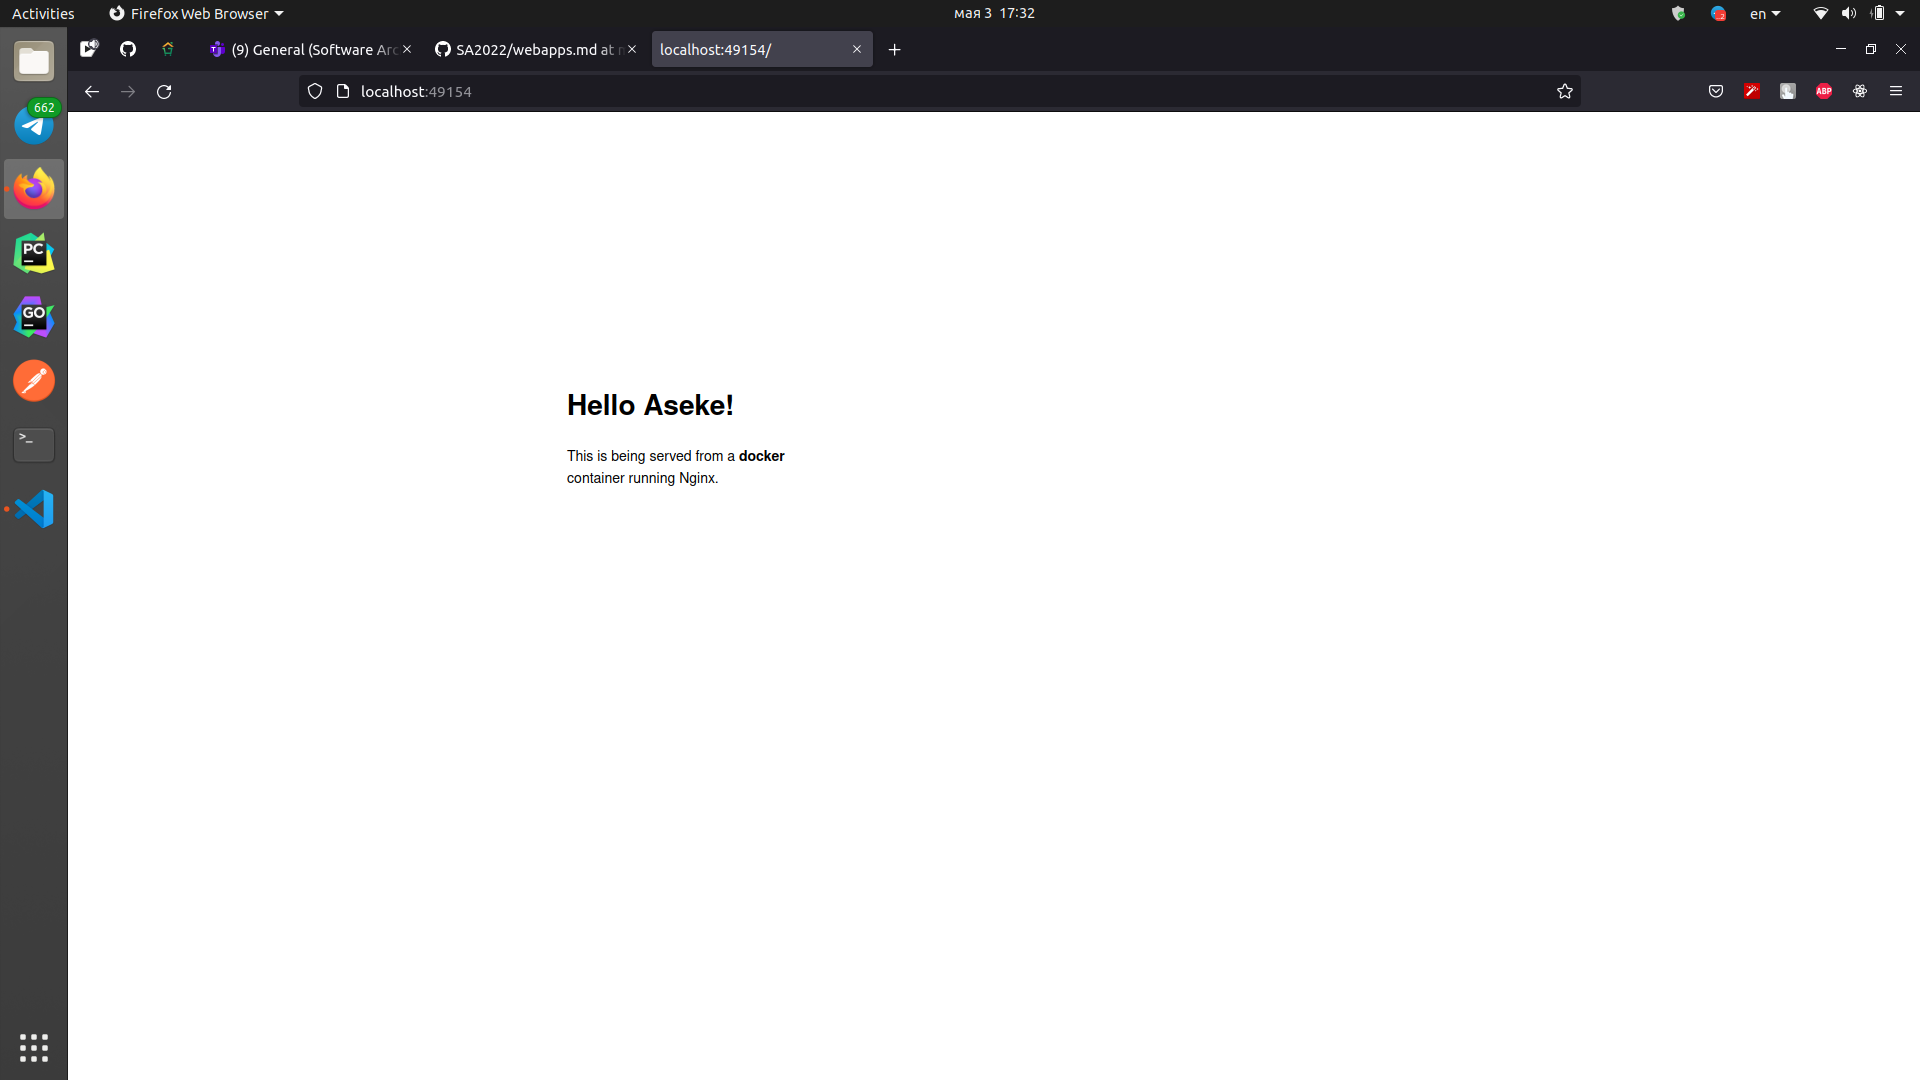 Activities
Firefox Web Browser
мая 3 17:32
en
(9) General (Software Arc
SA2022/webapps.md at
localhost:49154/
localhost:49154
ABP
662
PC
GO
>_
Hello Aseke!
This is being served from a docker
container running Nginx.